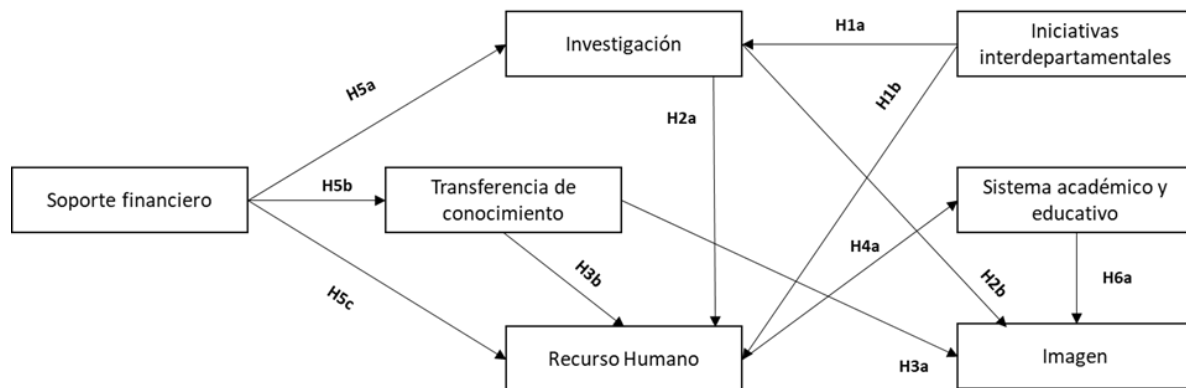 Investigación
H1a
Iniciativas
interdepartamentales
H5a
H2a
H1b
Soporte financiero
H5b
Transferencia de
conocimiento
Sistema académico y
educativo
H5c
H3b
H4a
H2b
H6a
Recurso Humano
H3a
Imagen